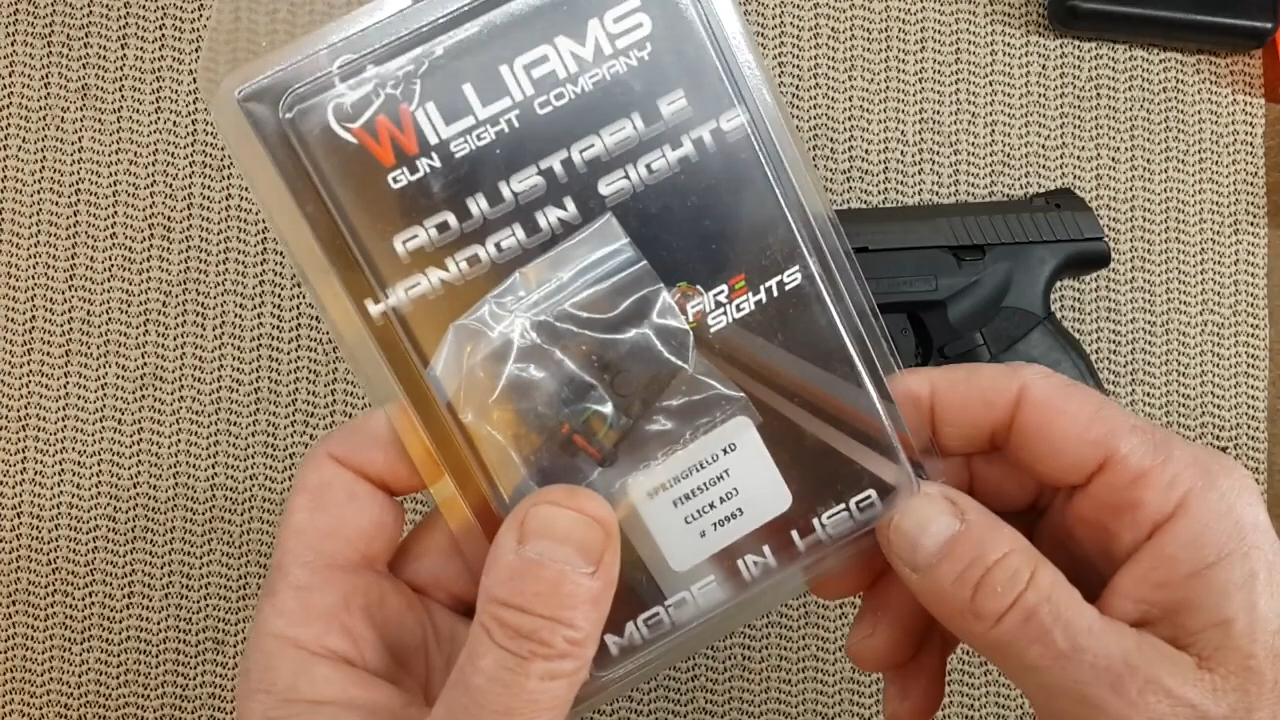 WILLIAMS
GUN SIGHT COMPANY
ADJUSTABLE
HANDGUN SIGHTS
FIRE
SIGHTS
SPRINGFIELD XD
FIRESIGHT
CLICK ADJ
# 70963
MADE IN USA